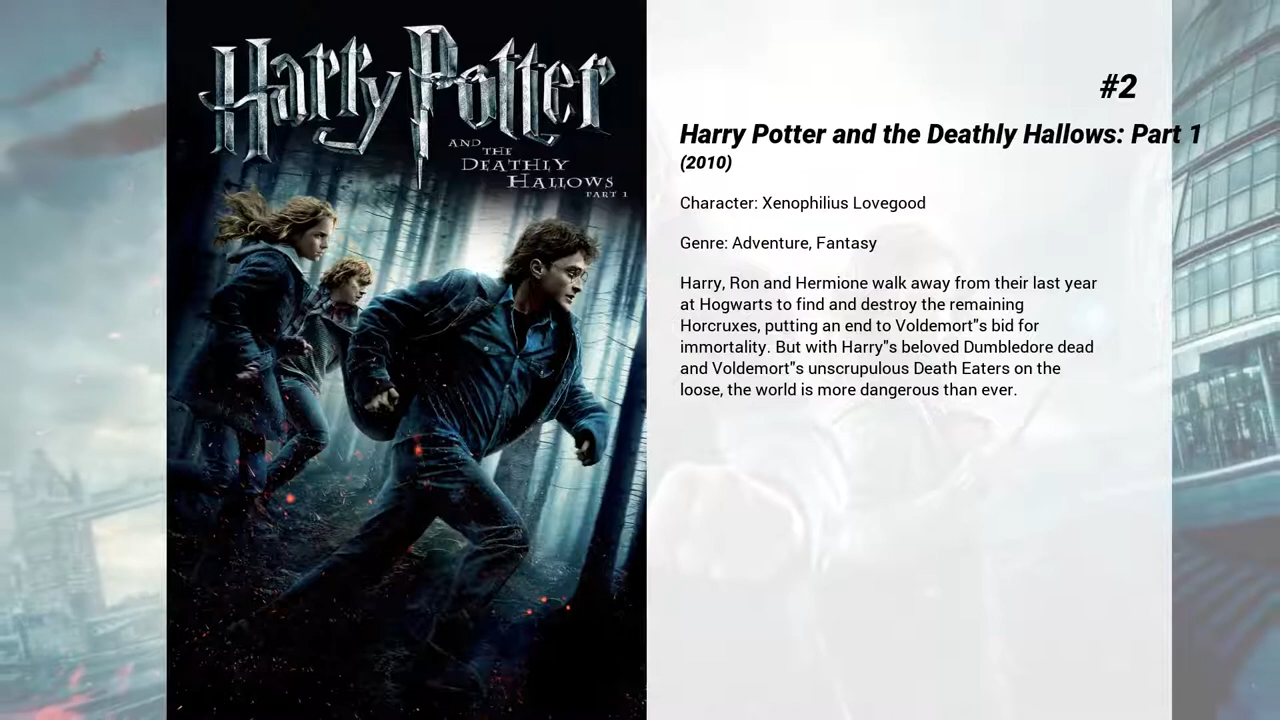 Harry Potter
AND THE
DEATHLY
HALLOWS
PART 1
#2
Harry Potter and the Deathly Hallows: Part 1
(2010)
Character: Xenophilius Lovegood
Genre: Adventure, Fantasy
Harry, Ron and Hermione walk away from their last year
at Hogwarts to find and destroy the remaining
Horcruxes, putting an end to Voldemort"s bid for
immortality. But with Harry"s beloved Dumbledore dead
and Voldemort"s unscrupulous Death Eaters on the
loose, the world is more dangerous than ever.